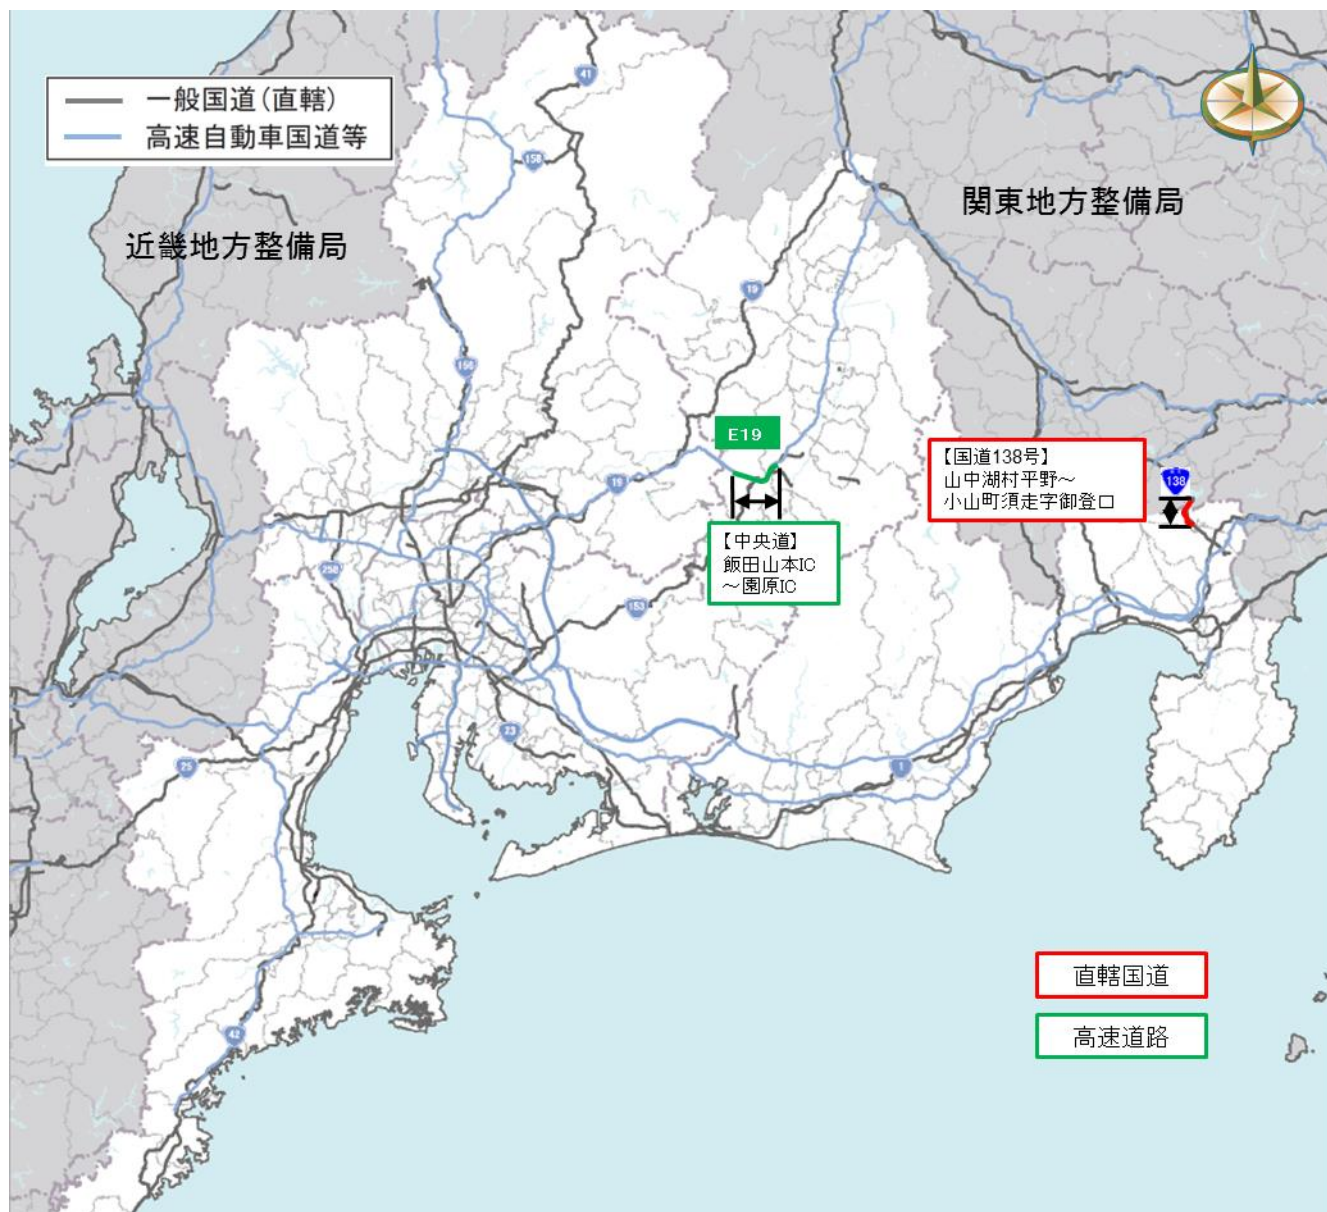 一般国道(直轄)
高速自動車国道等
41
158
関東地方整備局
近畿地方整備局
19
156
E19
【国道138号】
山中湖村平野~
小山町須走字御登口
138
19
【中央道】
飯田山本IC
~園原IC
258
153
23
25
1
直轄国道
高速道路
42